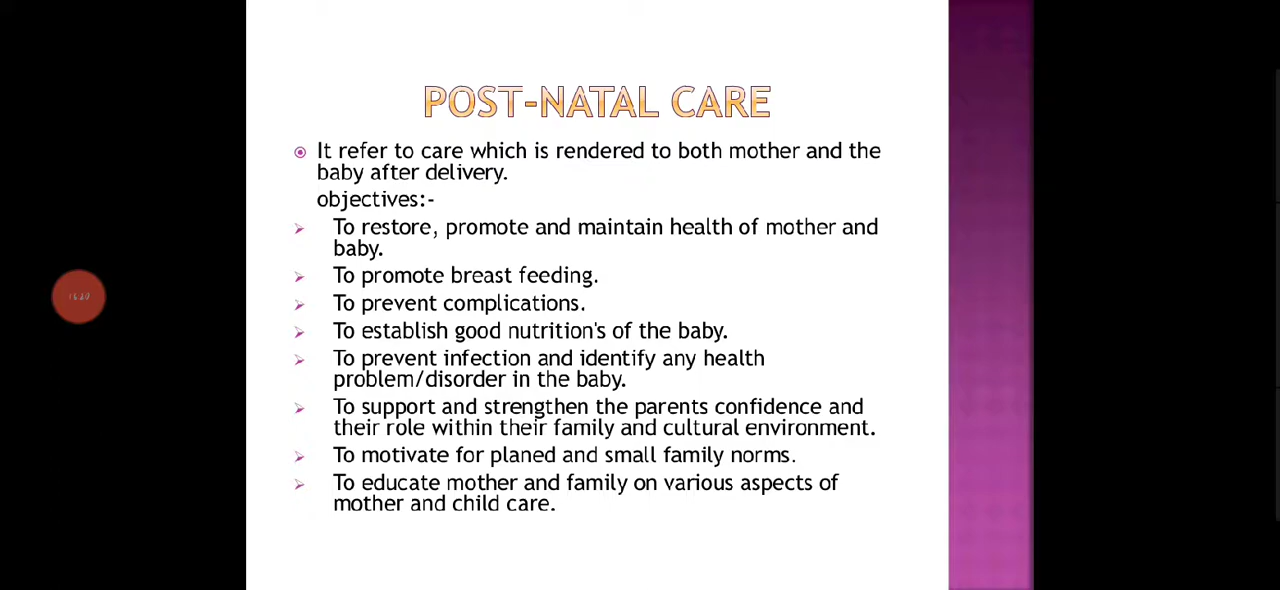 POST-NATAL CARE
It refer to care which is rendered to both mother and the
baby after delivery.
objectives:-
To restore, promote and maintain health of mother and
baby.
To promote breast feeding.
To prevent complications.
To establish good nutrition's of the baby.
To prevent infection and identify any health
problem/disorder in the baby.
To support and strengthen the parents confidence and
their role within their family and cultural environment.
To motivate for planed and small family norms.
To educate mother and family on various aspects of
mother and child care.